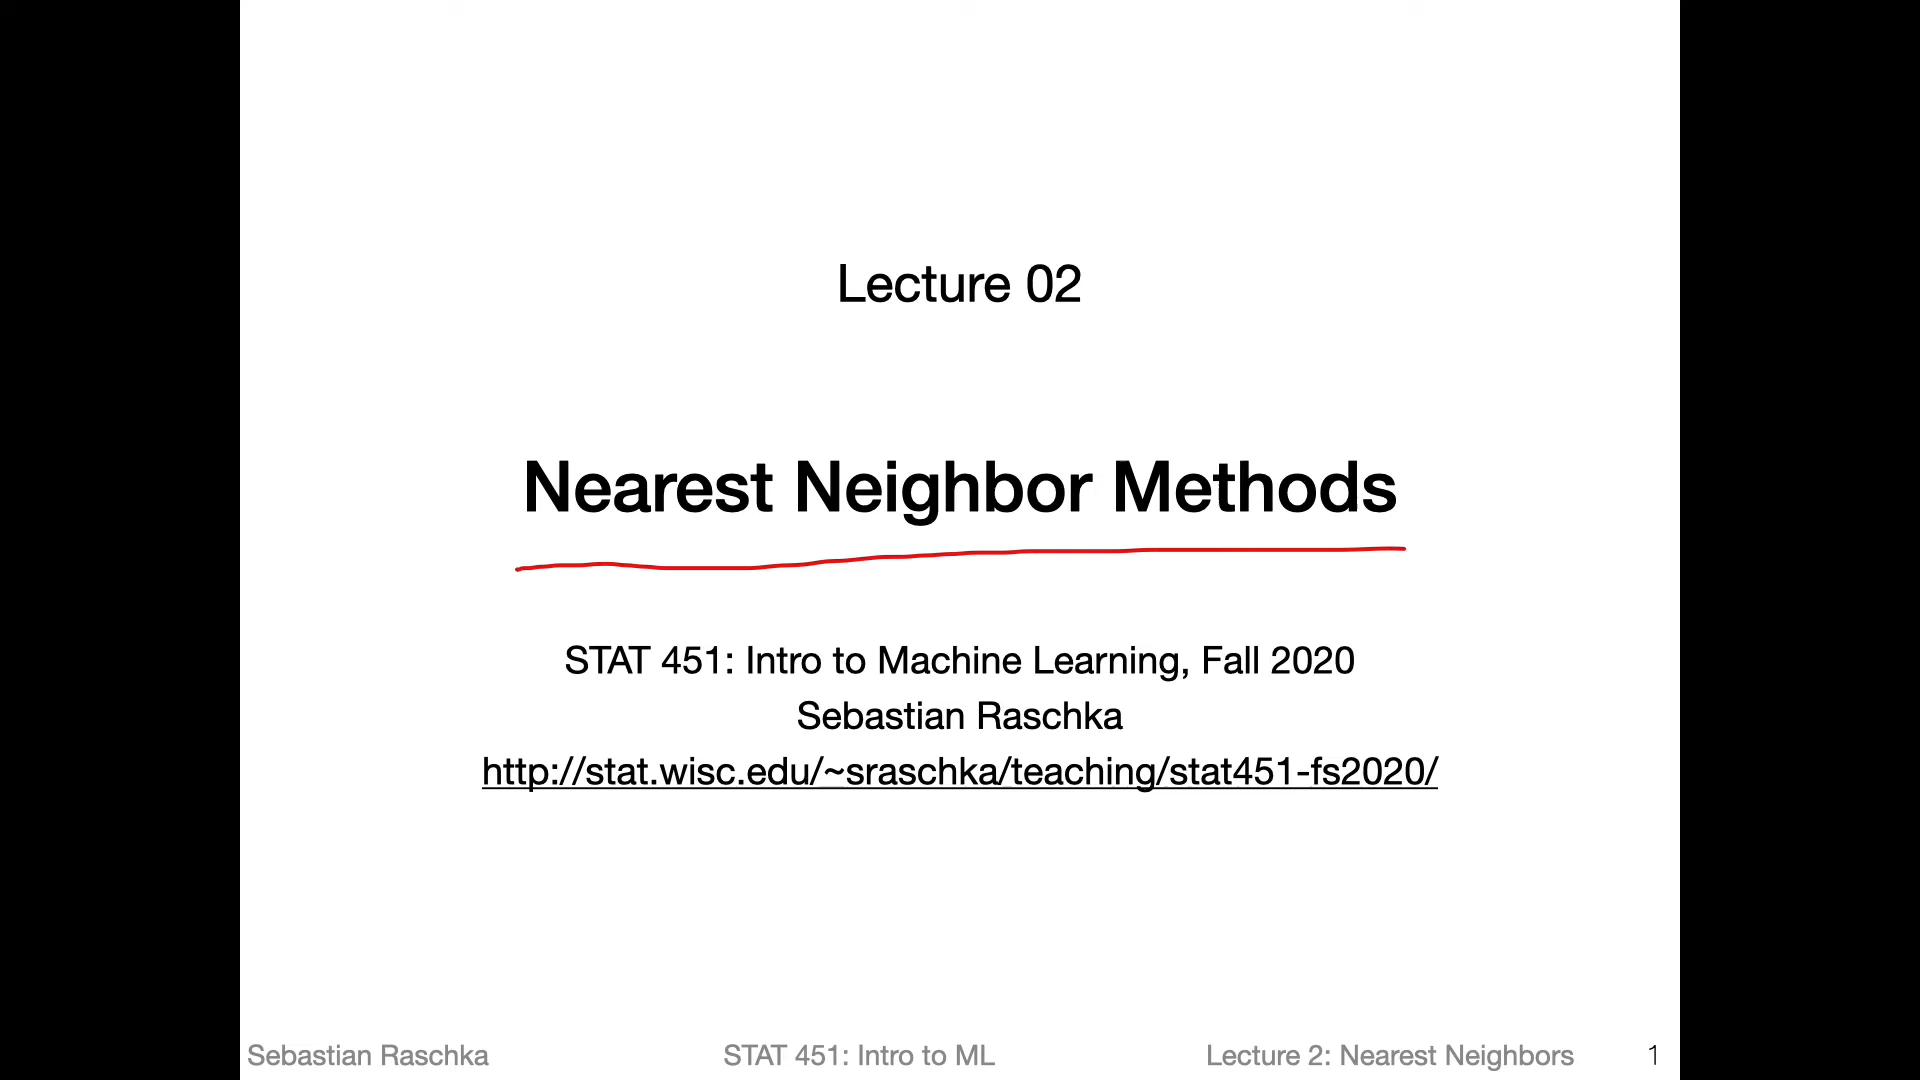 Lecture 02
Nearest Neighbor Methods
STAT 451: Intro to Machine Learning, Fall 2020
Sebastian Raschka
http://stat.wisc.edu/~sraschka/teaching/stat451-fs2020/
Sebastian Raschka STAT 451: Intro to ML Lecture 2: Nearest Neighbors 1